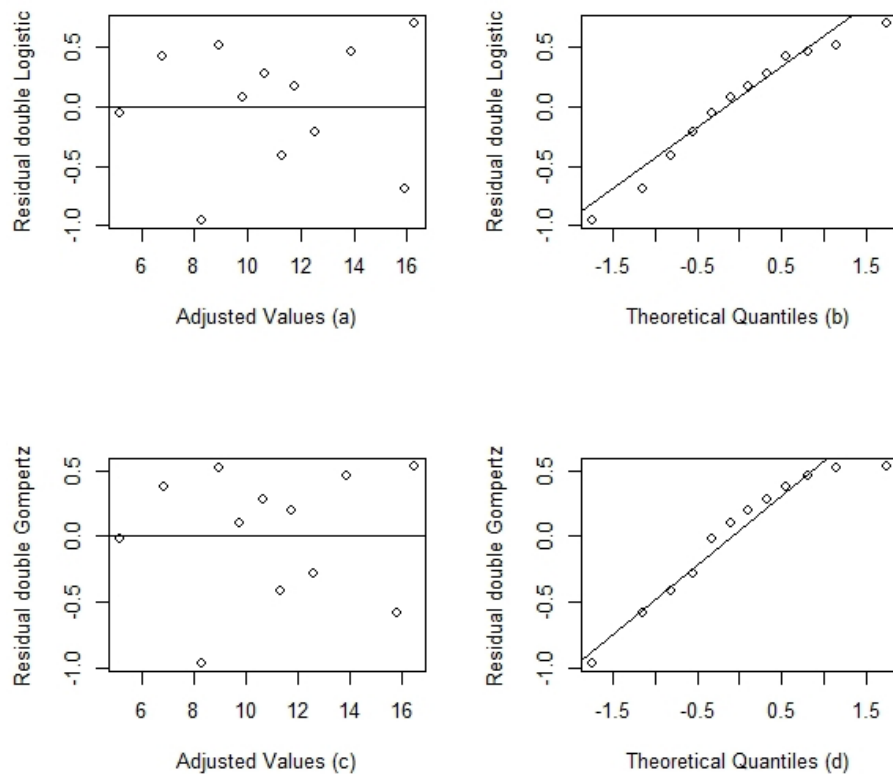 Residual double Logistic
0.5
0.0
-0.5
-1.0
6 8 10 12 14 16
Adjusted Values (a)
Residual double Logistic
0.5
0.0
-0.5
-1.0
-1.5 -0.5 0.5 1.5
Theoretical Quantiles (b)
Residual double Gompertz
0.5
0.0
-0.5
-1.0
6 8 10 12 14 16
Adjusted Values (c)
Residual double Gompertz
0.5
0.0
-0.5
-1.0
-1.5 -0.5 0.5 1.5
Theoretical Quantiles (d)